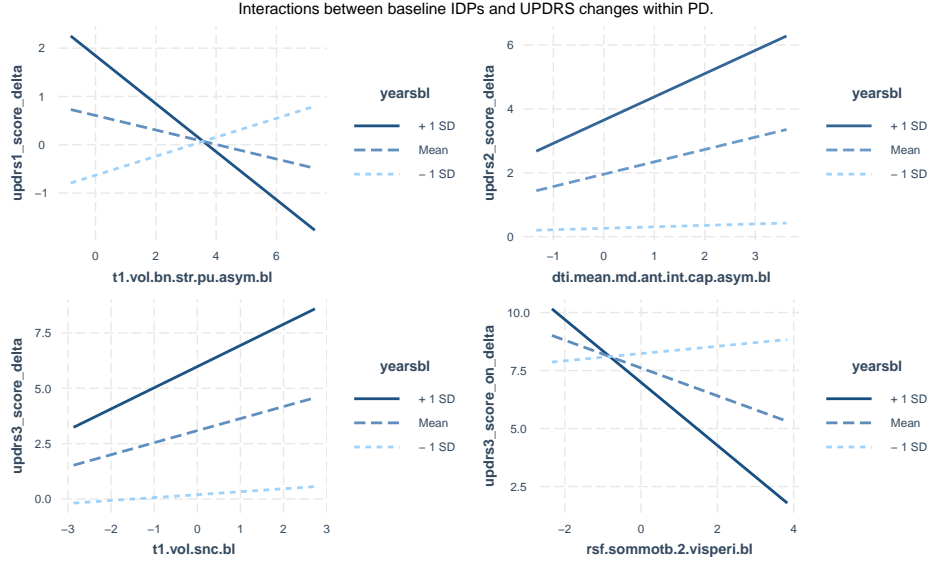 Interactions between baseline IDPs and UPDRS changes within PD.
updrs1_score_delta
2
1
0
−1
0 2 4 6
t1.vol.bn.str.pu.asym.bl
yearsbl
+ 1 SD
Mean
− 1 SD
updrs2_score_delta
6
4
2
0
−1 0 1 2 3
dti.mean.md.ant.int.cap.asym.bl
yearsbl
+ 1 SD
Mean
− 1 SD
updrs3_score_delta
7.5
5.0
2.5
0.0
−3 −2 −1 0 1 2 3
t1.vol.snc.bl
yearsbl
+ 1 SD
Mean
− 1 SD
updrs3_score_on_delta
10.0
7.5
5.0
2.5
−2 0 2 4
rsf.sommotb.2.visperi.bl
yearsbl
+ 1 SD
Mean
− 1 SD